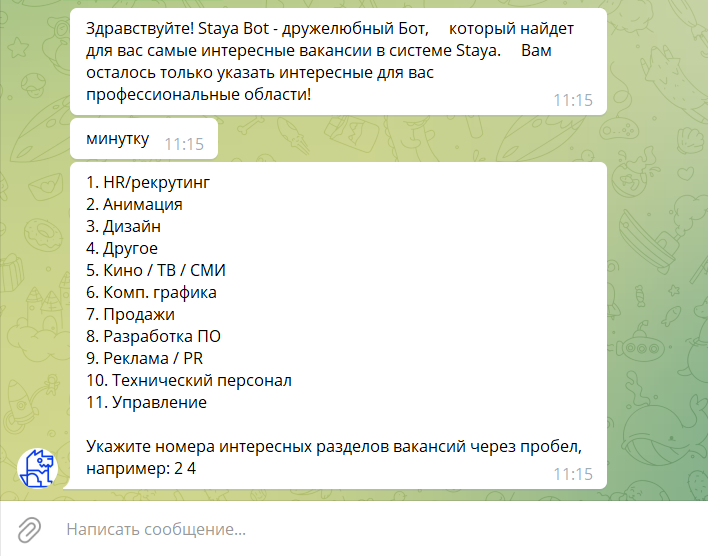 Здравствуйте! Staya Bot - дружелюбный Бот, который найдет
для вас самые интересные вакансии в системе Staya. Вам
осталось только указать интересные для вас
профессиональные области!
11:15
минутку 11:15
1. HR/рекрутинг
2. Анимация
3. Дизайн
4. Другое
5. Кино / ТВ / СМИ
6. Комп. графика
7. Продажи
8. Разработка ПО
9. Реклама / PR
10. Технический персонал
11. Управление
Укажите номера интересных разделов вакансий через пробел,
например: 2 4
11:15
Написать сообщение...